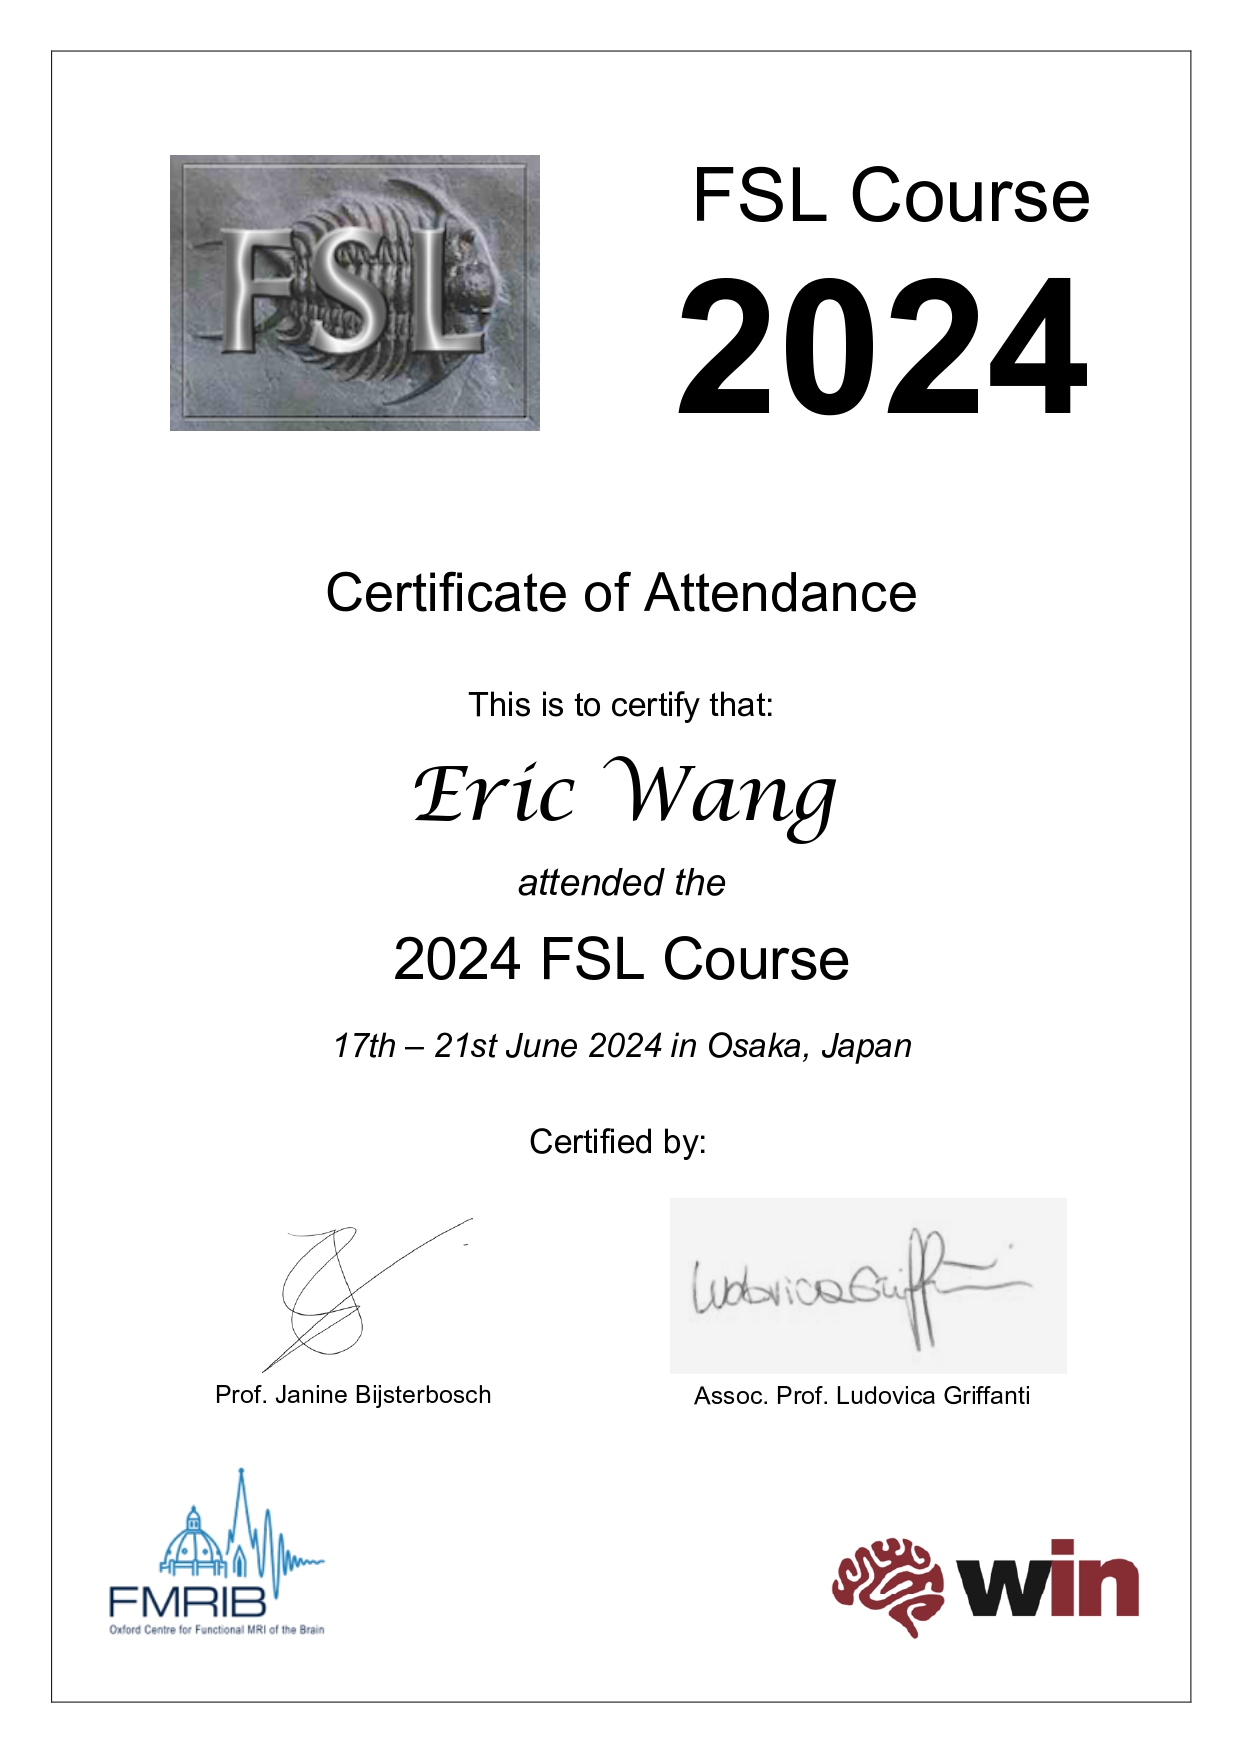 FSL
FSL Course
2024
Certificate of Attendance
This is to certify that:
Eric Wang
attended the
2024 FSL Course
17th – 21st June 2024 in Osaka, Japan
Certified by:
Ludovica Griffanti
Prof. Janine Bijsterbosch
Assoc. Prof. Ludovica Griffanti
FMRIB
Oxford Centre for Functional MRI of the Brain
win